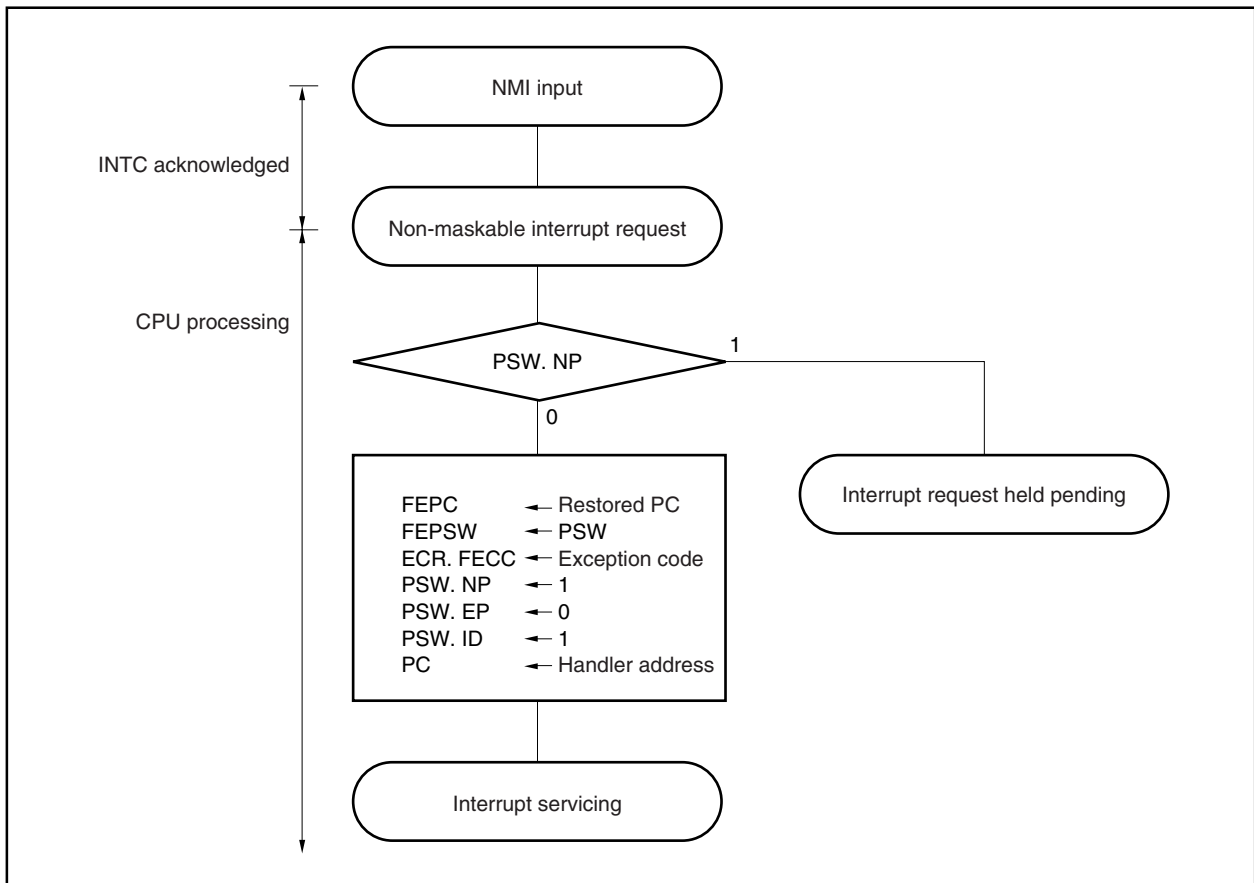 NMI input
INTC acknowledged
Non-maskable interrupt request
CPU processing
PSW. NP
1
0
FEPC ← Restored PC
FEPSW ← PSW
ECR. FECC ← Exception code
PSW. NP ← 1
PSW. EP ← 0
PSW. ID ← 1
PC ← Handler address
Interrupt request held pending
Interrupt servicing